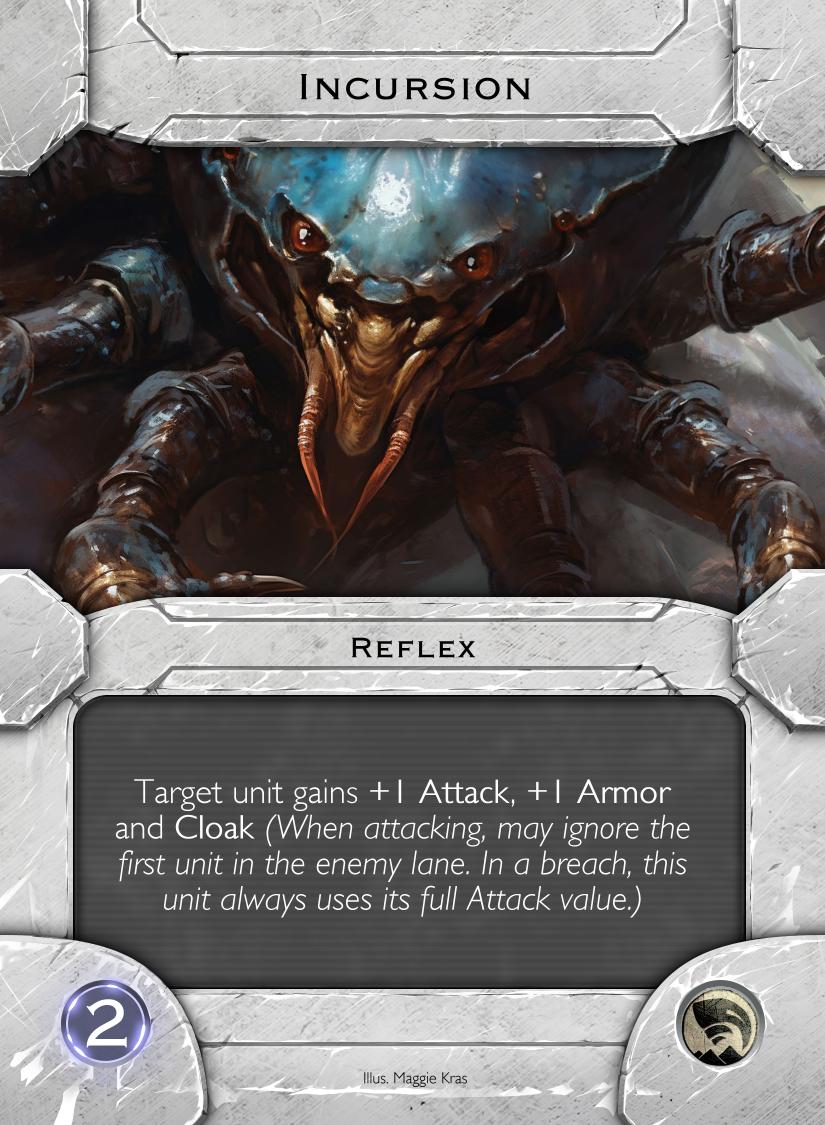 Incursion
Reflex
Target unit gains +1 Attack, +1 Armor
and Cloak (When attacking, may ignore the
first unit in the enemy lane. In a breach, this
unit always uses its full Attack value.)
2
Illus. Maggie Kras